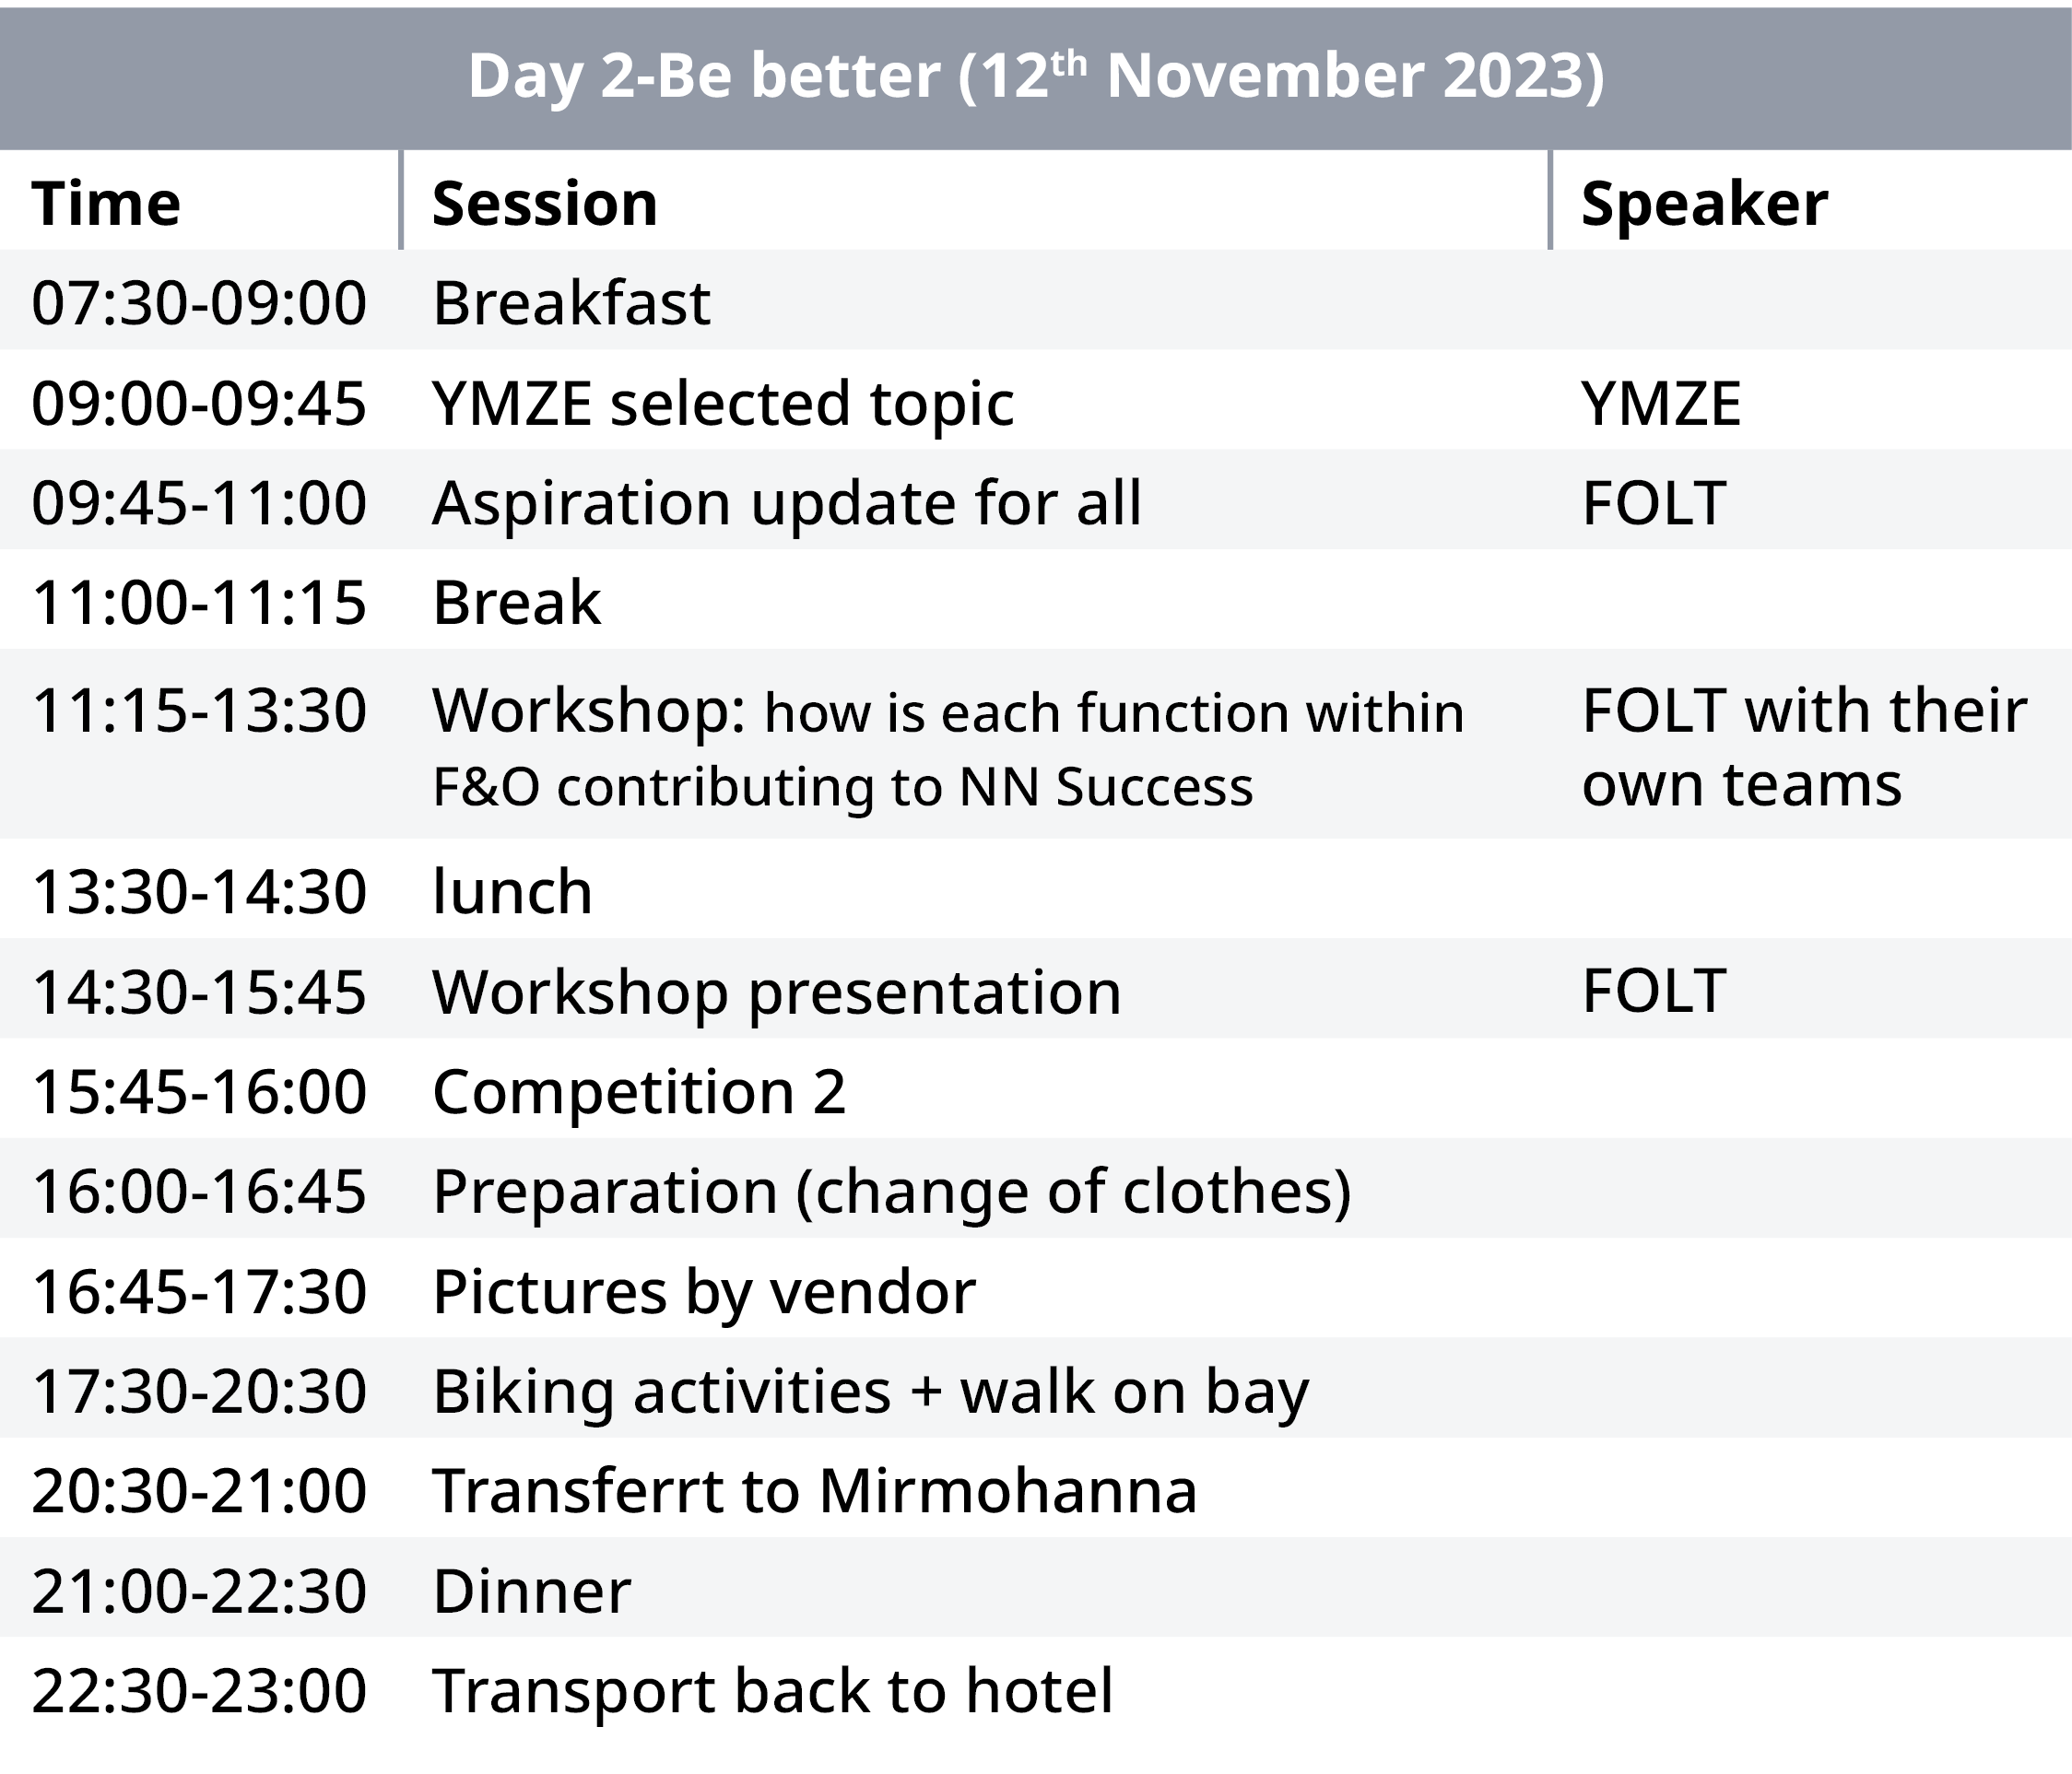 Day 2-Be better (12th November 2023)
Time Session Speaker
07:30-09:00 Breakfast
09:00-09:45 YMZE selected topic YMZE
09:45-11:00 Aspiration update for all FOLT
11:00-11:15 Break
11:15-13:30 Workshop: how is each function within FOLT with their
F&O contributing to NN Success own teams
13:30-14:30 lunch
14:30-15:45 Workshop presentation FOLT
15:45-16:00 Competition 2
16:00-16:45 Preparation (change of clothes)
16:45-17:30 Pictures by vendor
17:30-20:30 Biking activities + walk on bay
20:30-21:00 Transferrt to Mirmohanna
21:00-22:30 Dinner
22:30-23:00 Transport back to hotel